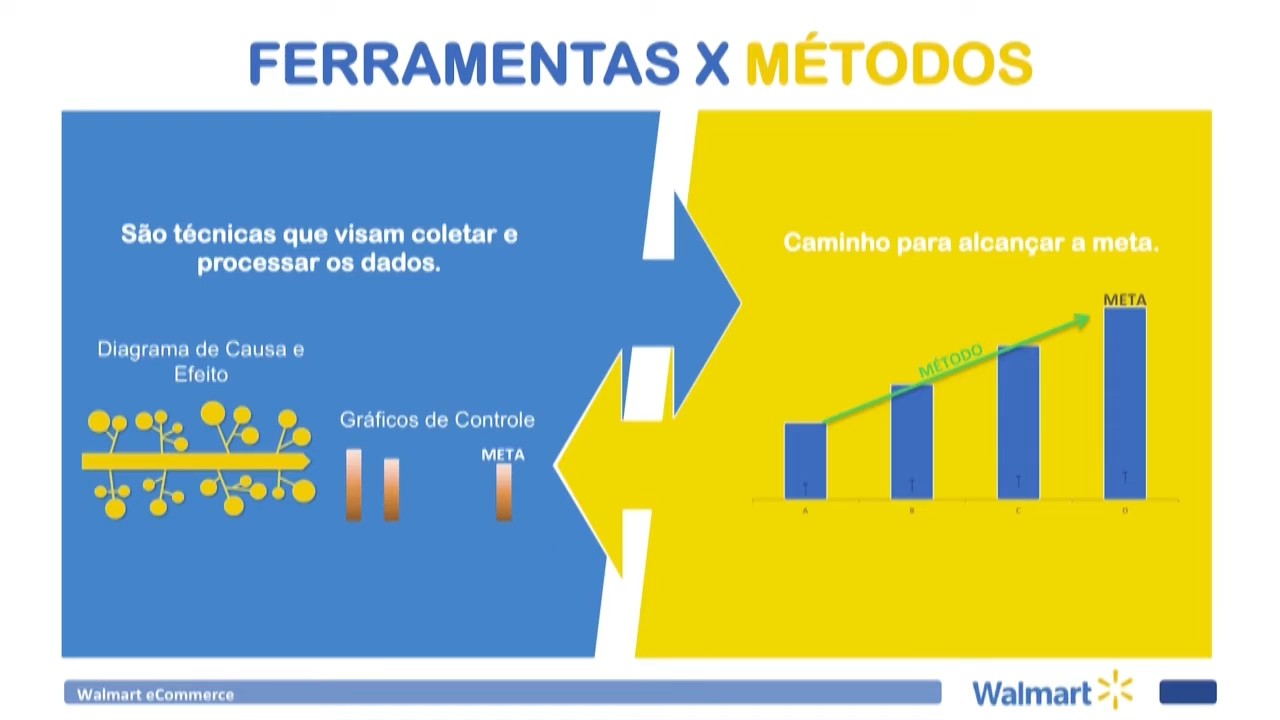 FERRAMENTAS X MÉTODOS
São técnicas que visam coletar e
processar os dados.
Diagrama de Causa e
Efeito
Gráficos de Controle
META
Caminho para alcançar a meta.
META
MÉTODO
A B C D
Walmart eCommerce
Walmart